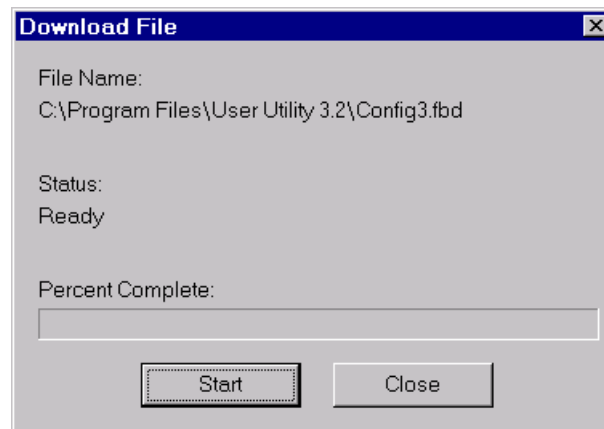 Download File
File Name:
C:\Program Files\User Utility 3.2\Config3.fbd
Status:
Ready
Percent Complete:
Start
Close